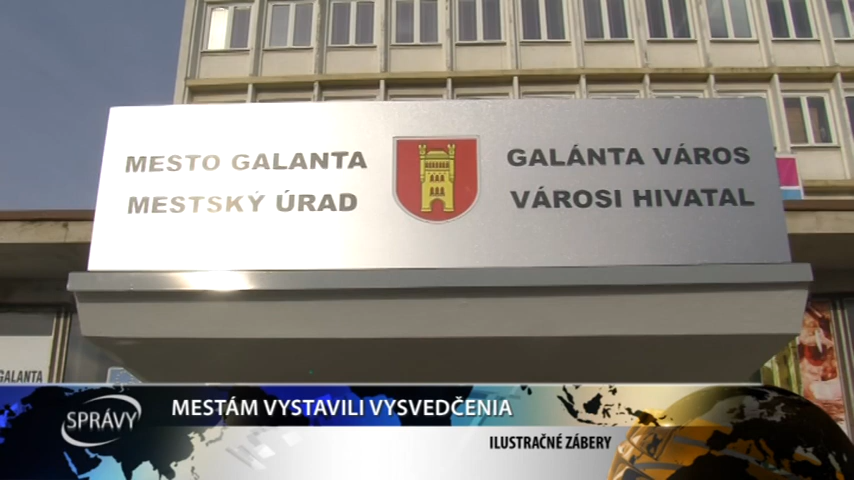 MESTO GALANTA
MESTSKÝ ÚRAD
GALÁNTA VÁROS
VÁROSI HIVATAL
GALANTA
SPRÁVY
MESTÁM VYSTAVILI VYSVEDČENIA
ILUSTRAČNÉ ZÁBERY